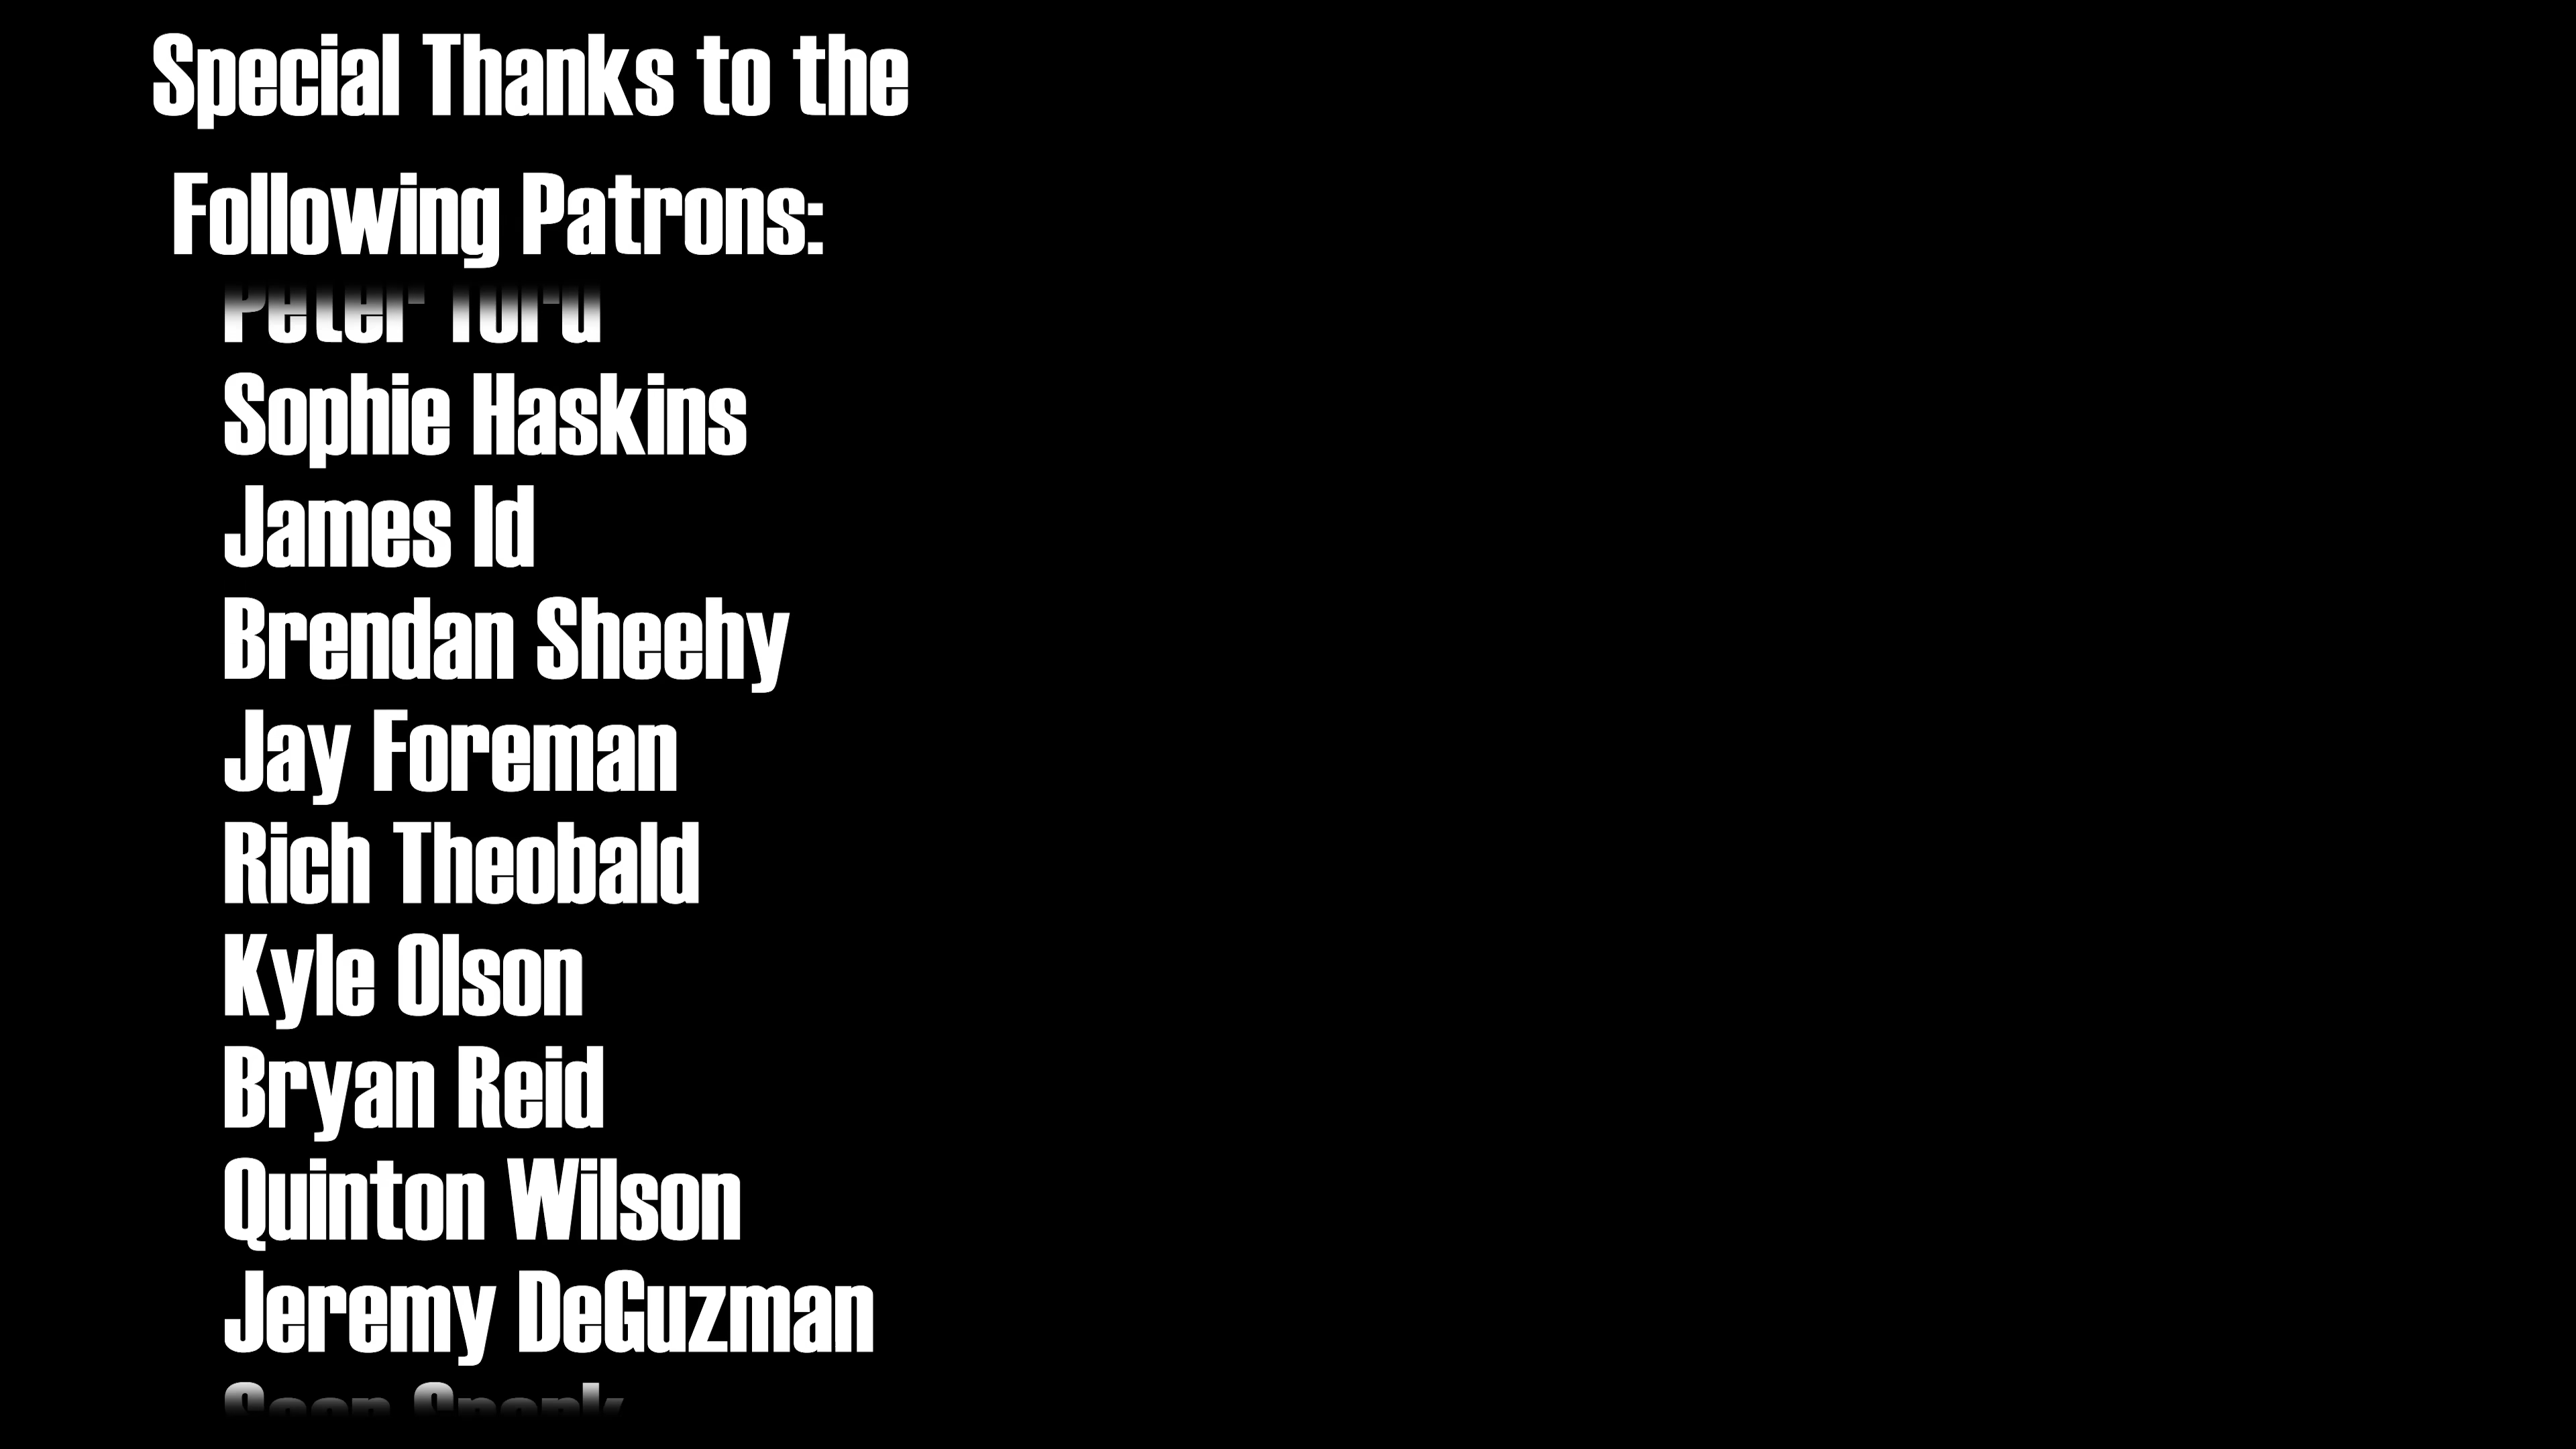 Special Thanks to the
Following Patrons:
Peter
Sophie Haskins
James Id
Brendan Sheehy
Jay Foreman
Rich Theobald
Kyle Olson
Bryan Reid
Quinton Wilson
Jeremy DeGuzman